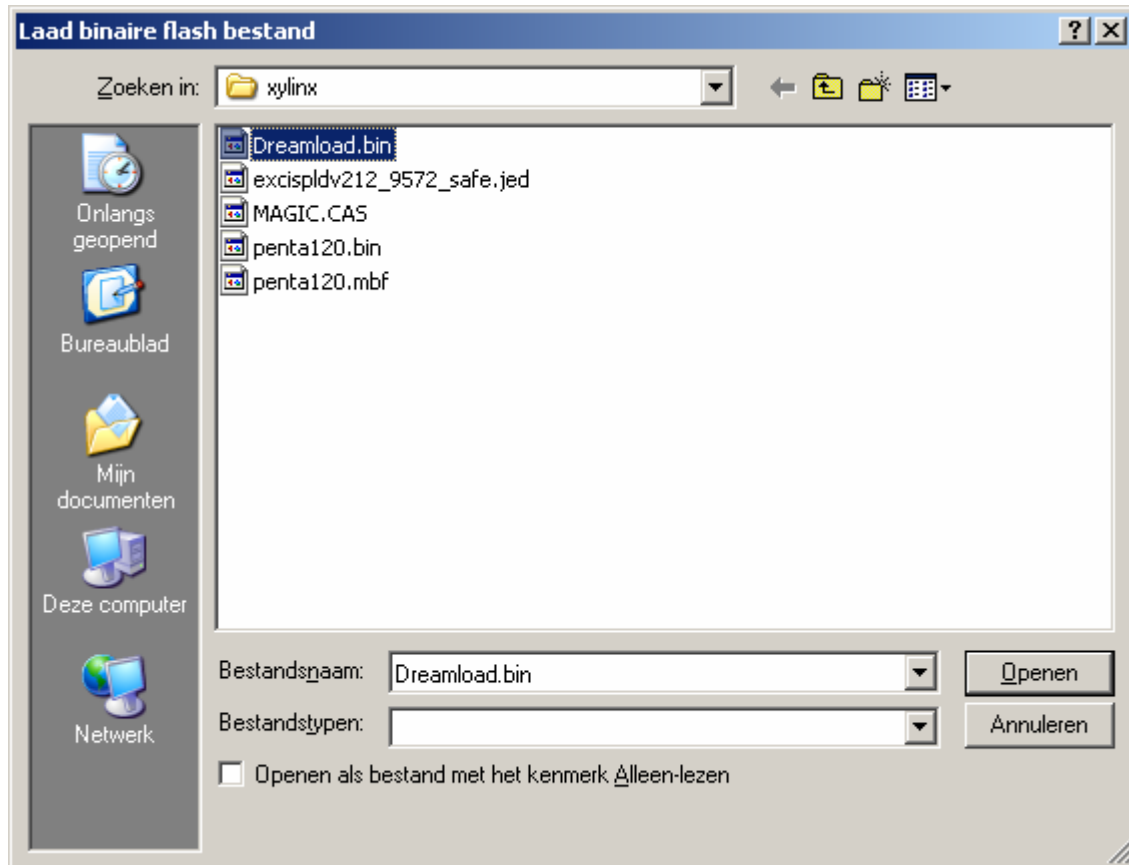 Laad binaire flash bestand
Zoeken in:
xylinx
Onlangs
geopend
Bureaublad
Mijn
documenten
Deze computer
Netwerk
Dreamload.bin
excispldv212_9572_safe.jed
MAGIC.CAS
penta120.bin
penta120.mbf
Bestandsnaam:
Dreamload.bin
Openen
Bestandstypen:
Annuleren
Openen als bestand met het kenmerk Alleen-lezen